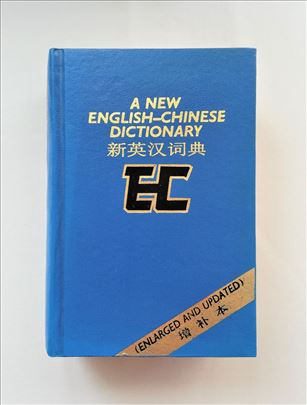 A NEW
ENGLISH–CHINESE
DICTIONARY
新英汉词典
EC
(ENLARGED AND UPDATED)
增补本